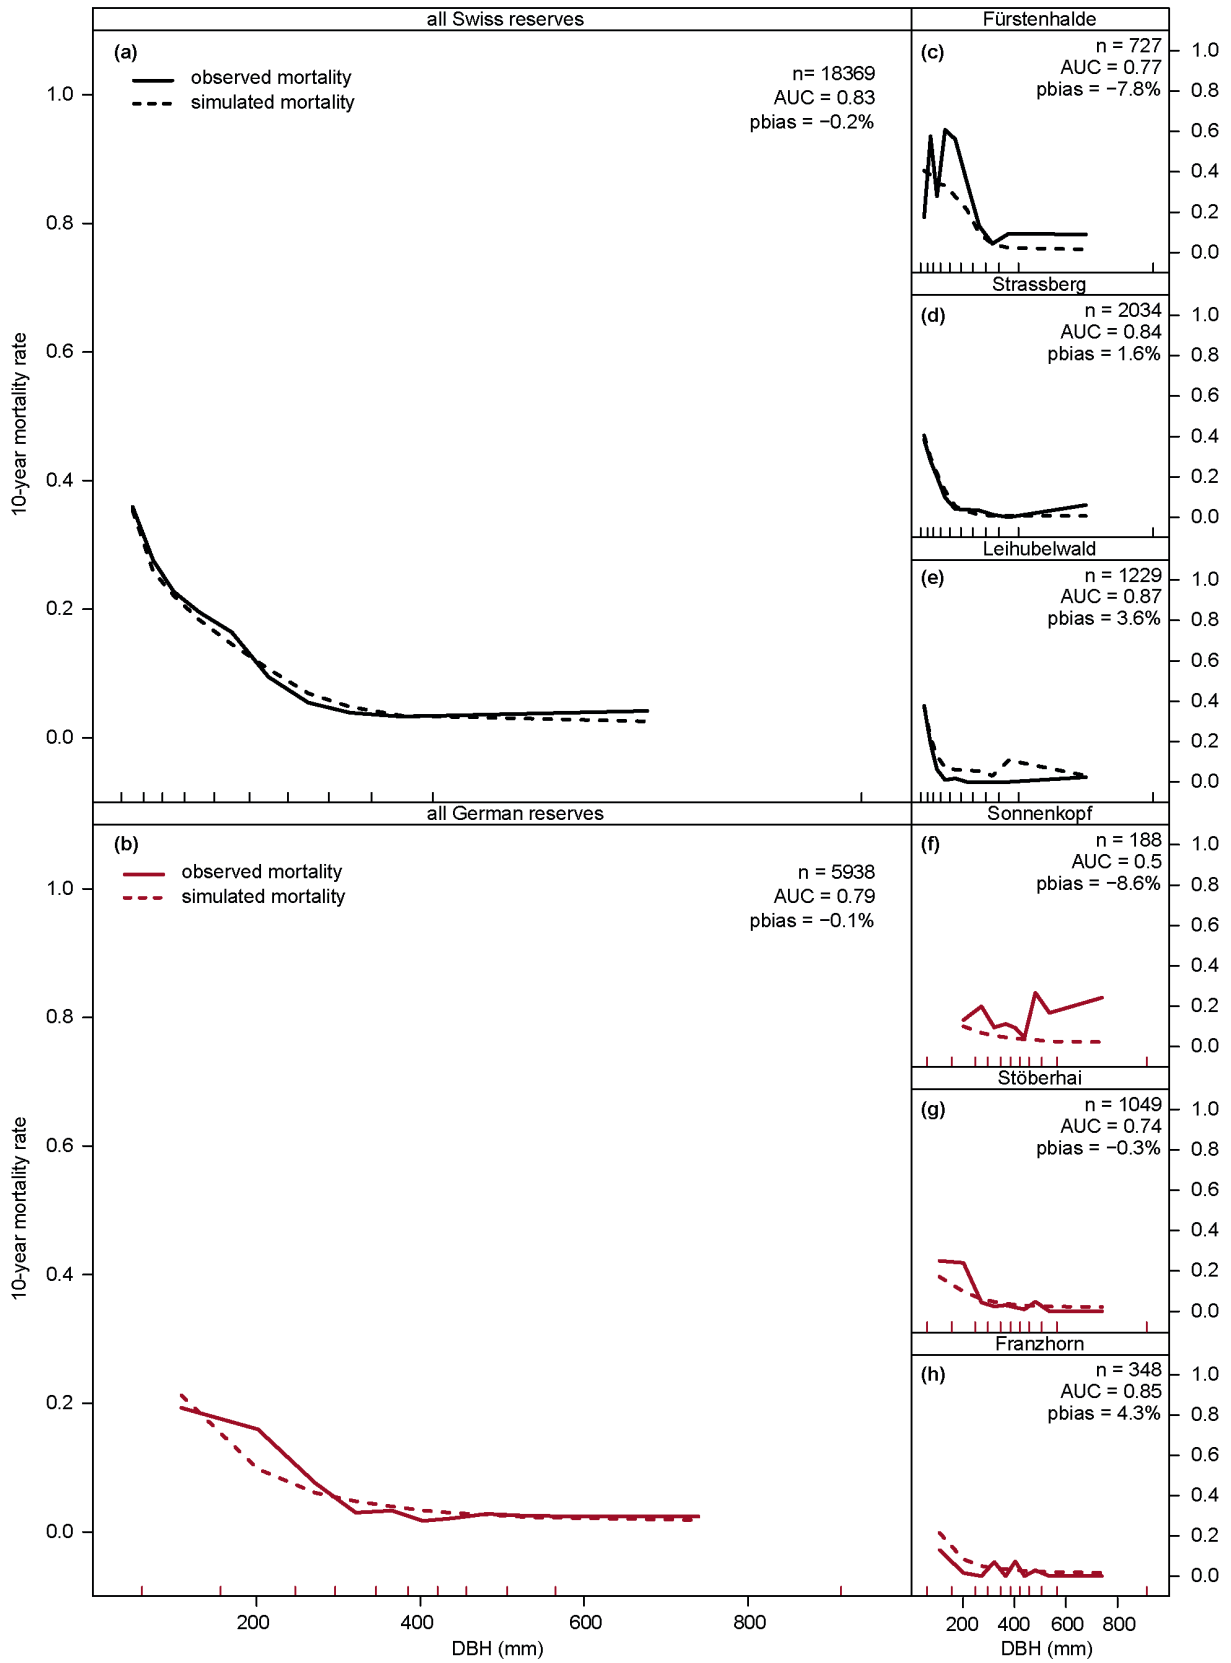 all Swiss reserves
(a)
observed mortality
simulated mortality
n= 18369
AUC = 0.83
pbias = −0.2%
1.0
0.8
0.6
0.4
0.2
0.0
10-year mortality rate
all German reserves
(b)
observed mortality
simulated mortality
n = 5938
AUC = 0.79
pbias = −0.1%
1.0
0.8
0.6
0.4
0.2
0.0
10-year mortality rate
200 400 600 800
DBH (mm)
Fürstenhalde
(c)
n = 727
AUC = 0.77
pbias = −7.8%
1.0
0.8
0.6
0.4
0.2
0.0
Strassberg
(d)
n = 2034
AUC = 0.84
pbias = 1.6%
1.0
0.8
0.6
0.4
0.2
0.0
Leihubelwald
(e)
n = 1229
AUC = 0.87
pbias = 3.6%
1.0
0.8
0.6
0.4
0.2
0.0
Sonnenkopf
(f)
n = 188
AUC = 0.5
pbias = −8.6%
1.0
0.8
0.6
0.4
0.2
0.0
Stöberhai
(g)
n = 1049
AUC = 0.74
pbias = −0.3%
1.0
0.8
0.6
0.4
0.2
0.0
Franzhorn
(h)
n = 348
AUC = 0.85
pbias = 4.3%
1.0
0.8
0.6
0.4
0.2
0.0
200 400 600 800
DBH (mm)